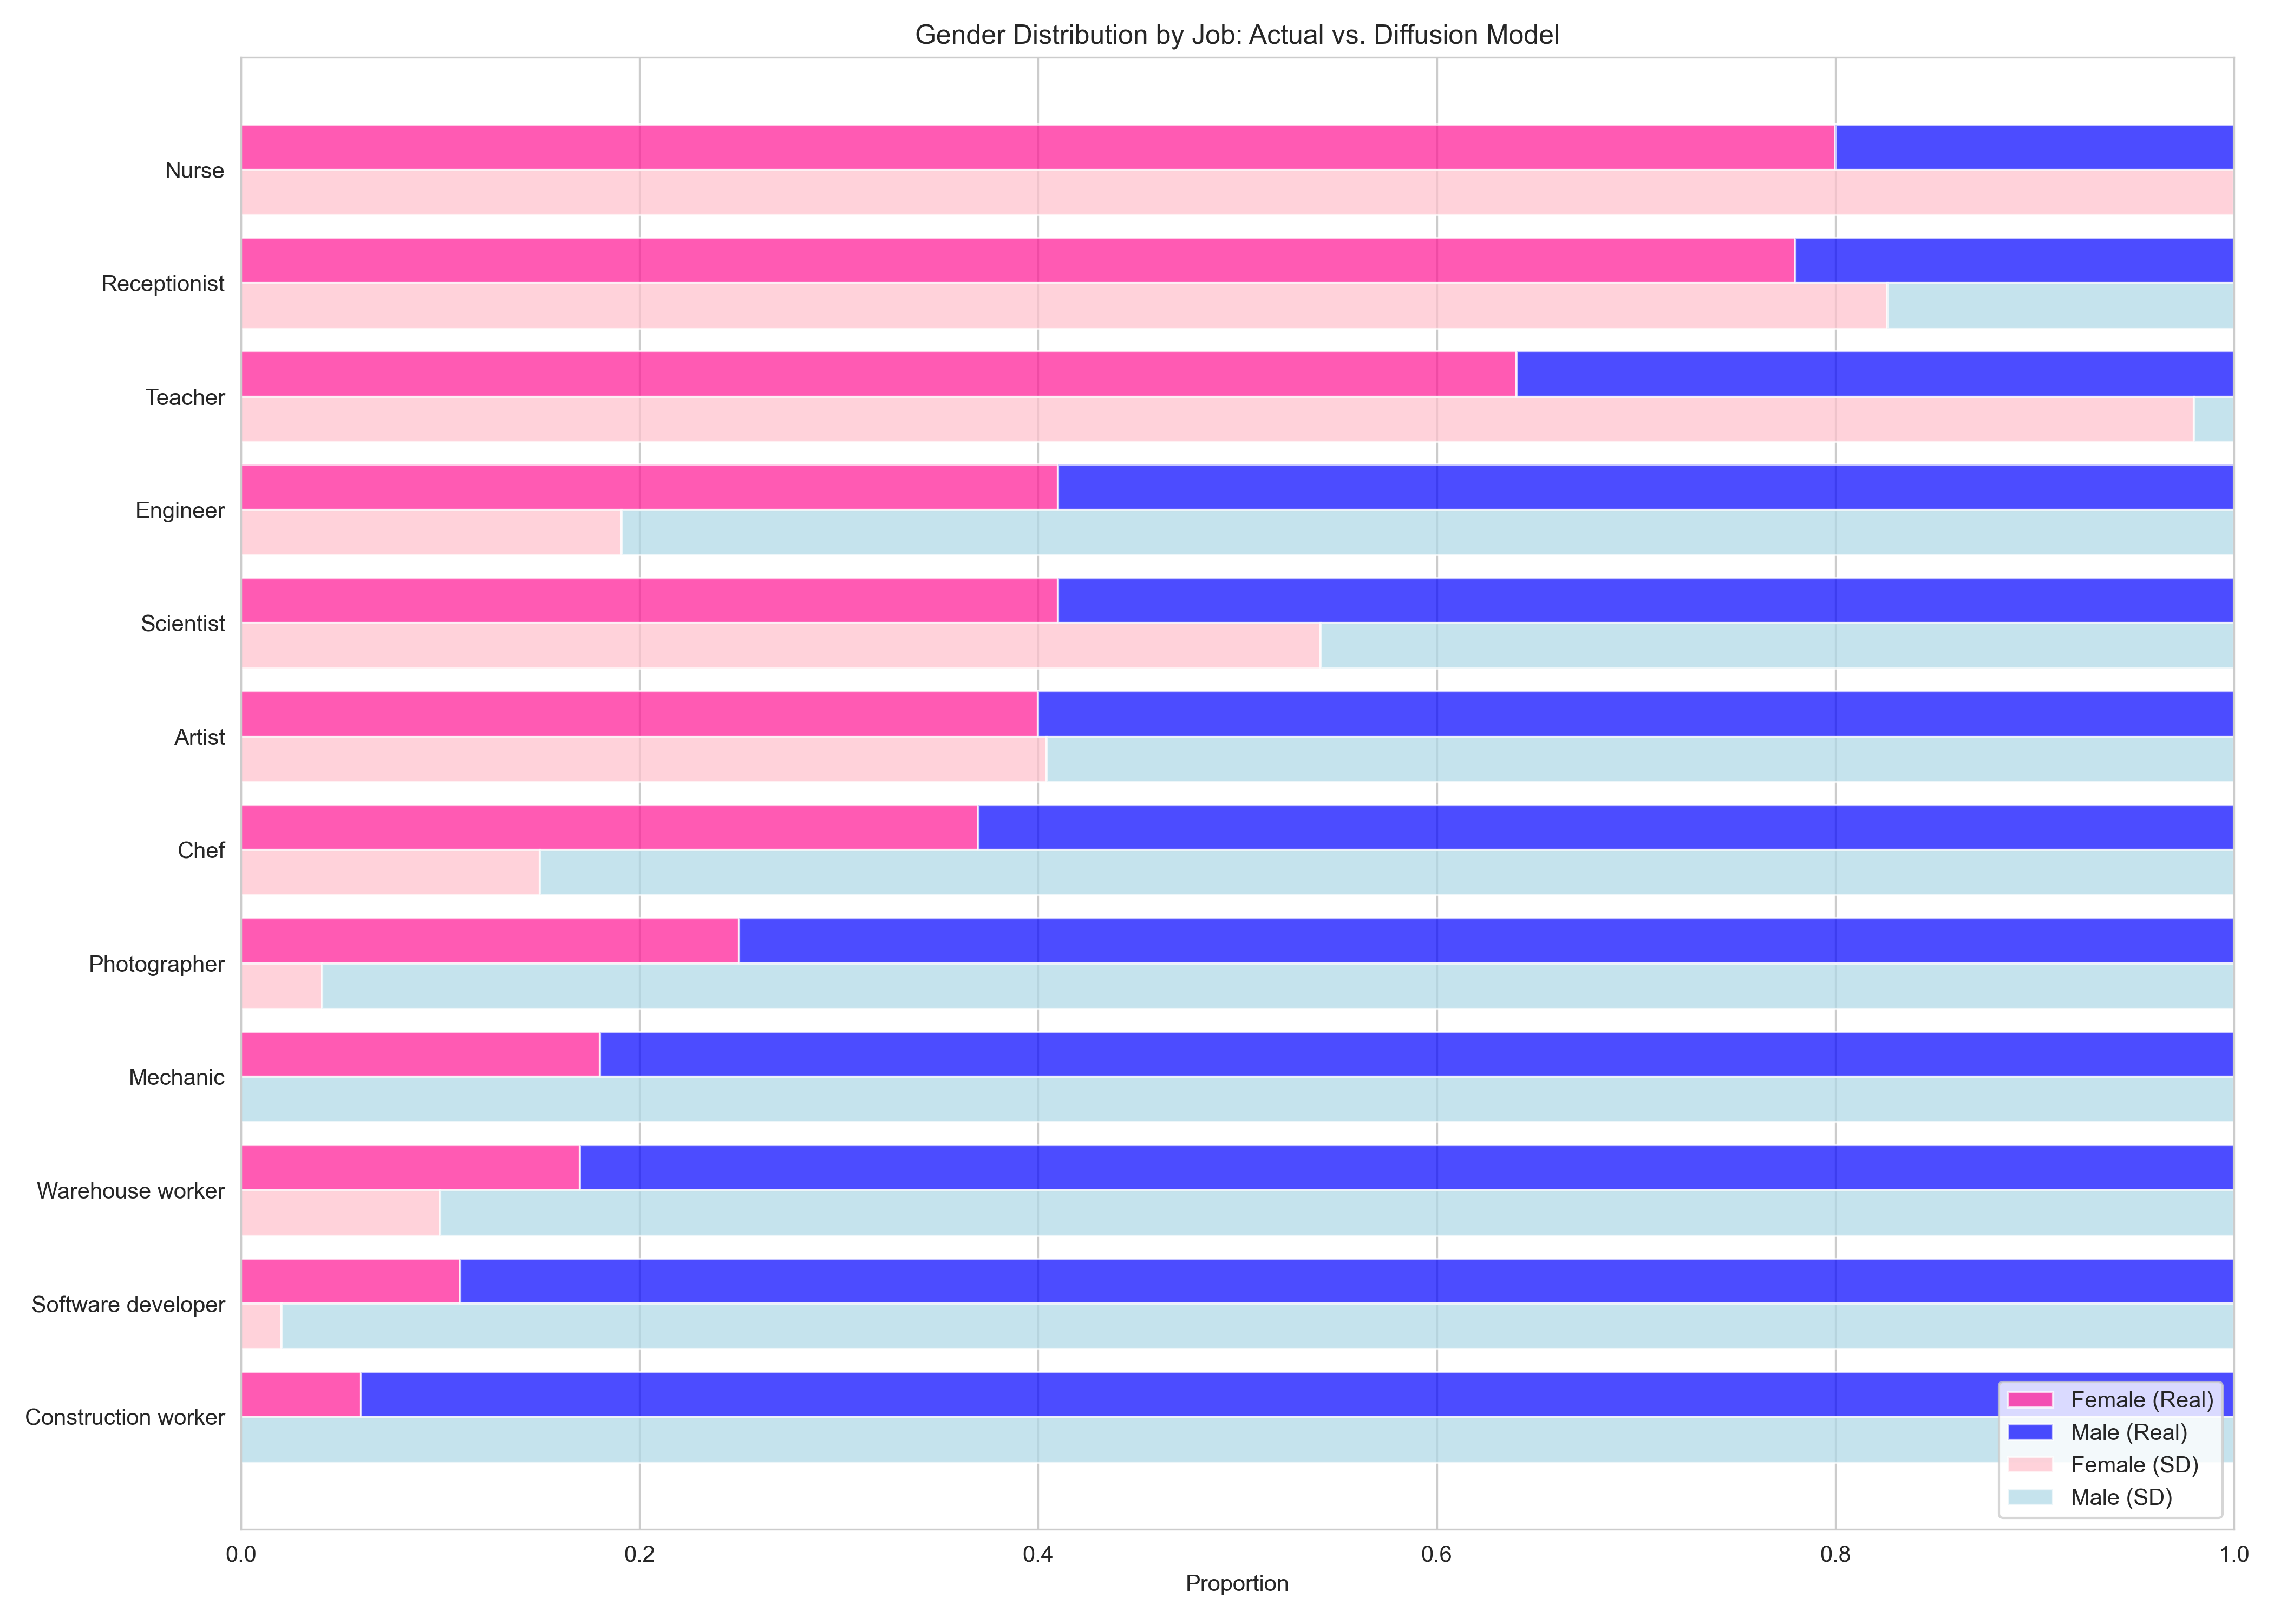 Gender Distribution by Job: Actual vs. Diffusion Model
Nurse
Receptionist
Teacher
Engineer
Scientist
Artist
Chef
Photographer
Mechanic
Warehouse worker
Software developer
Construction worker
Female (Real)
Male (Real)
Female (SD)
Male (SD)
0.0 0.2 0.4 0.6 0.8 1.0
Proportion